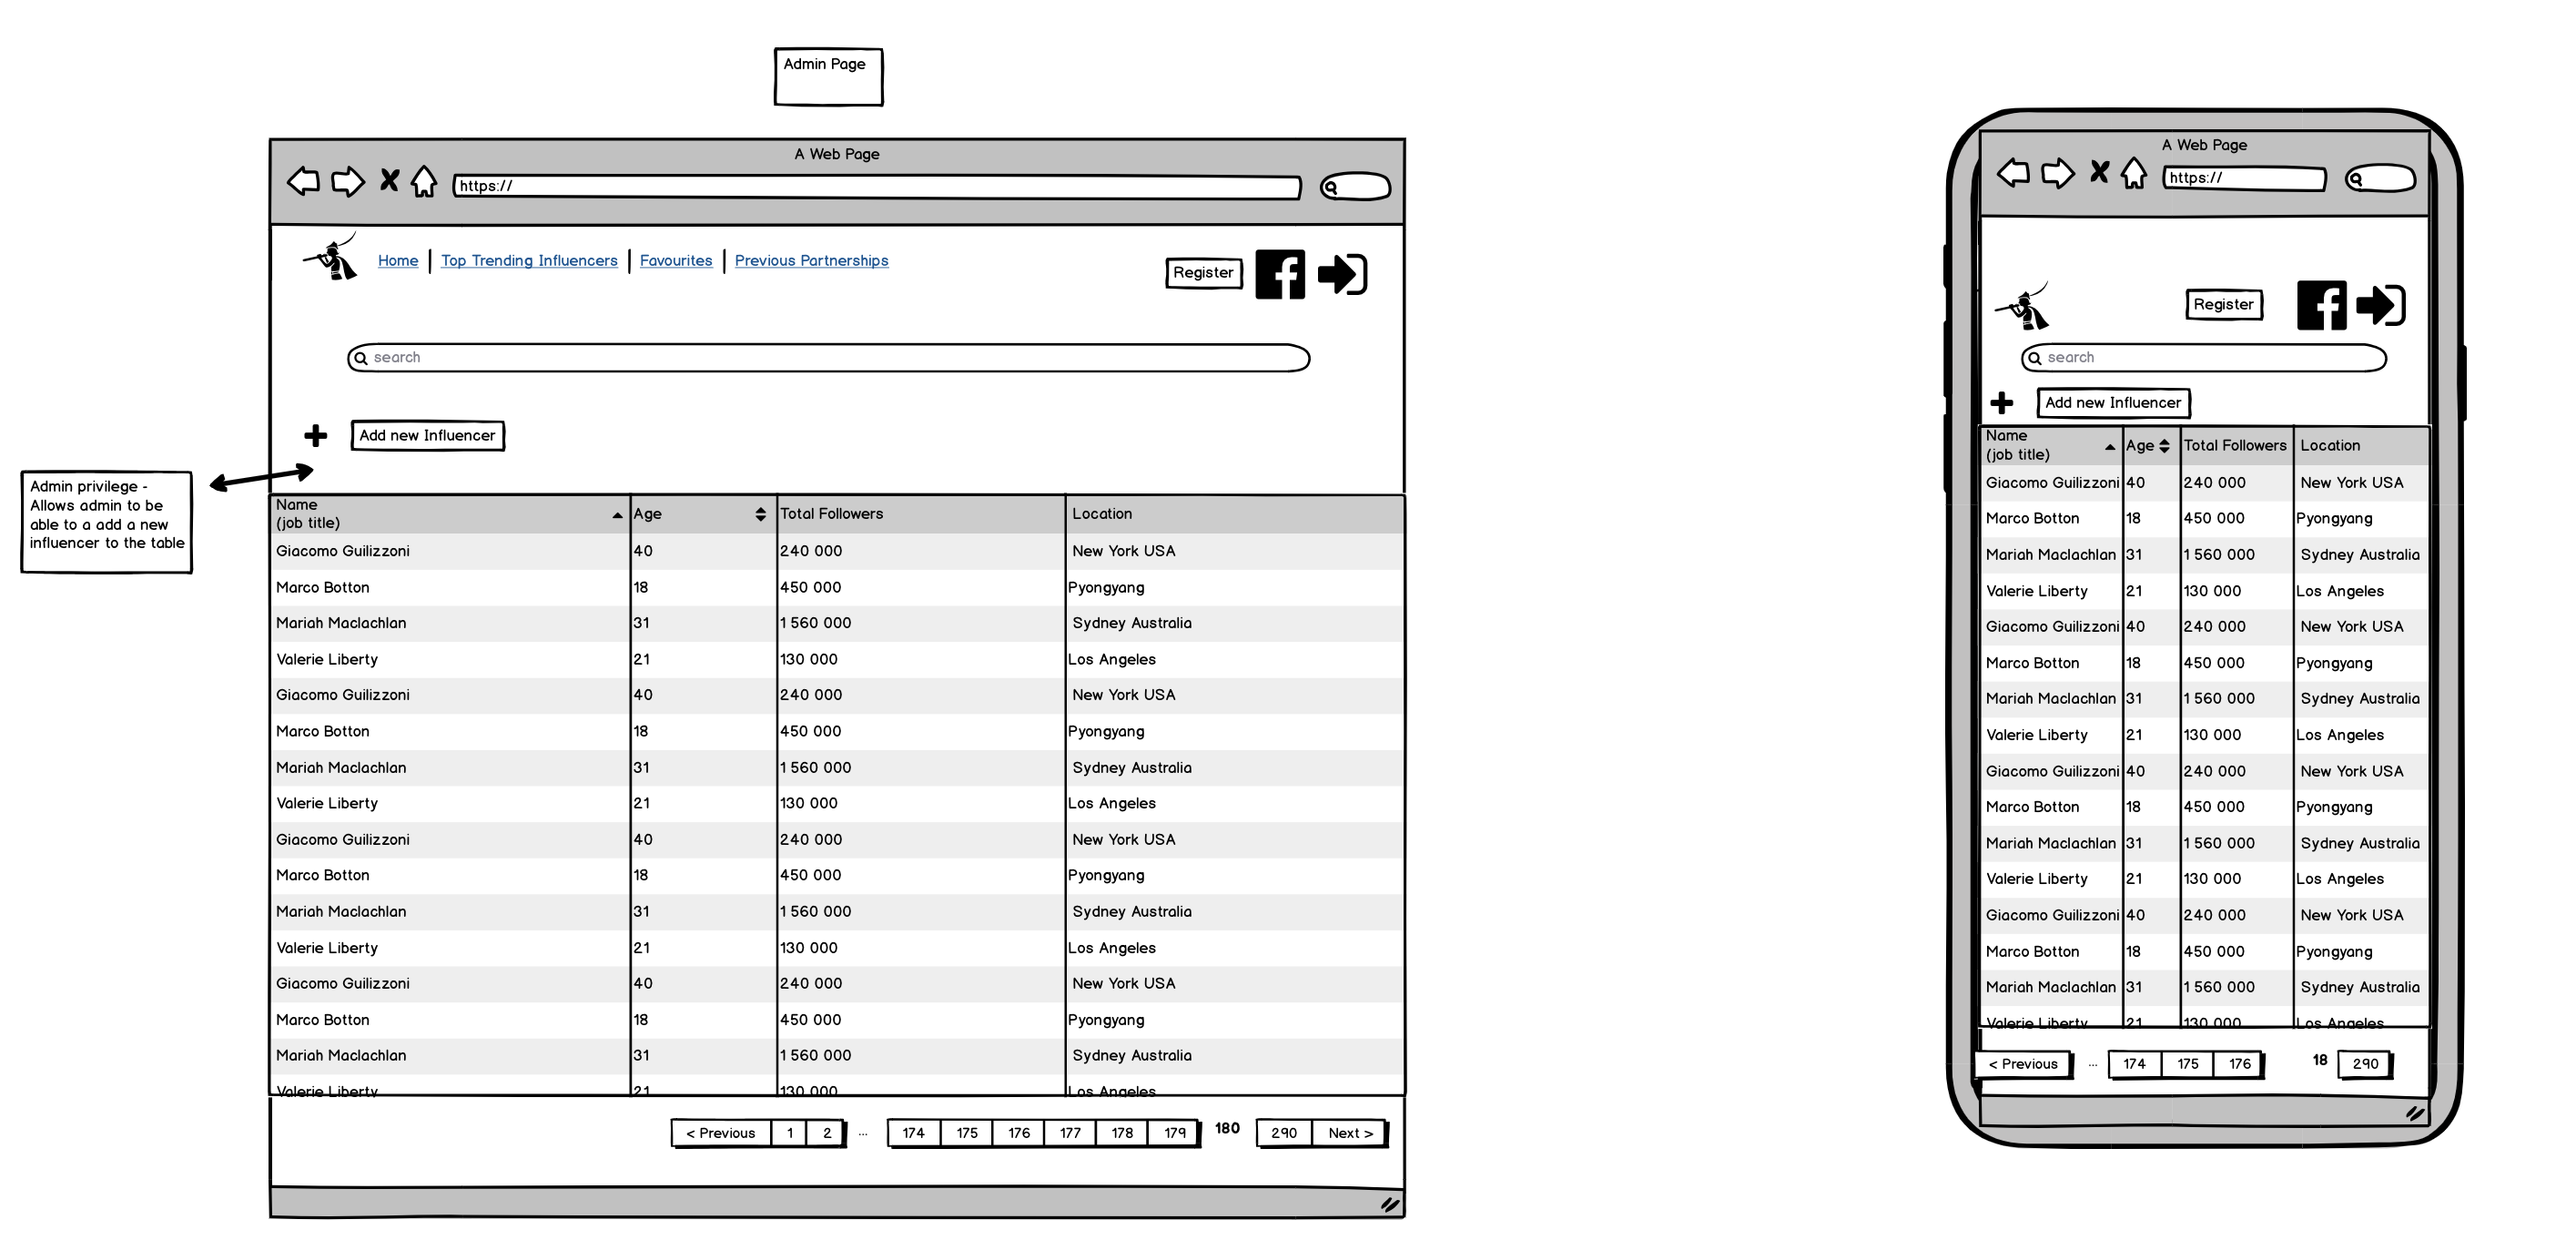 Admin Page
A Web Page
https://
Home Top Trending Influencers Favourites Previous Partnerships
Register
search
Add new Influencer
Admin privilege -
Allows admin to be
able to a add a new
influencer to the table
Name
(job title) Age Total Followers Location
Giacomo Guilizzoni 40 240 000 New York USA
Marco Botton 18 450 000 Pyongyang
Mariah Maclachlan 31 1 560 000 Sydney Australia
Valerie Liberty 21 130 000 Los Angeles
Giacomo Guilizzoni 40 240 000 New York USA
Marco Botton 18 450 000 Pyongyang
Mariah Maclachlan 31 1 560 000 Sydney Australia
Valerie Liberty 21 130 000 Los Angeles
Giacomo Guilizzoni 40 240 000 New York USA
Marco Botton 18 450 000 Pyongyang
Mariah Maclachlan 31 1 560 000 Sydney Australia
Valerie Liberty 21 130 000 Los Angeles
Giacomo Guilizzoni 40 240 000 New York USA
Marco Botton 18 450 000 Pyongyang
Mariah Maclachlan 31 1 560 000 Sydney Australia
Valerie Liberty 21 130 000 Los Angeles
< Previous 1 2 ... 174 175 176 177 178 179 180 290 Next >
A Web Page
https://
Register
search
Add new Influencer
Name
(job title) Age Total Followers Location
Giacomo Guilizzoni 40 240 000 New York USA
Marco Botton 18 450 000 Pyongyang
Mariah Maclachlan 31 1 560 000 Sydney Australia
Valerie Liberty 21 130 000 Los Angeles
Giacomo Guilizzoni 40 240 000 New York USA
Marco Botton 18 450 000 Pyongyang
Mariah Maclachlan 31 1 560 000 Sydney Australia
Valerie Liberty 21 130 000 Los Angeles
Giacomo Guilizzoni 40 240 000 New York USA
Marco Botton 18 450 000 Pyongyang
Mariah Maclachlan 31 1 560 000 Sydney Australia
Valerie Liberty 21 130 000 Los Angeles
Giacomo Guilizzoni 40 240 000 New York USA
Marco Botton 18 450 000 Pyongyang
Mariah Maclachlan 31 1 560 000 Sydney Australia
Valerie Liberty 21 130 000 Los Angeles
< Previous ... 174 175 176 18 290